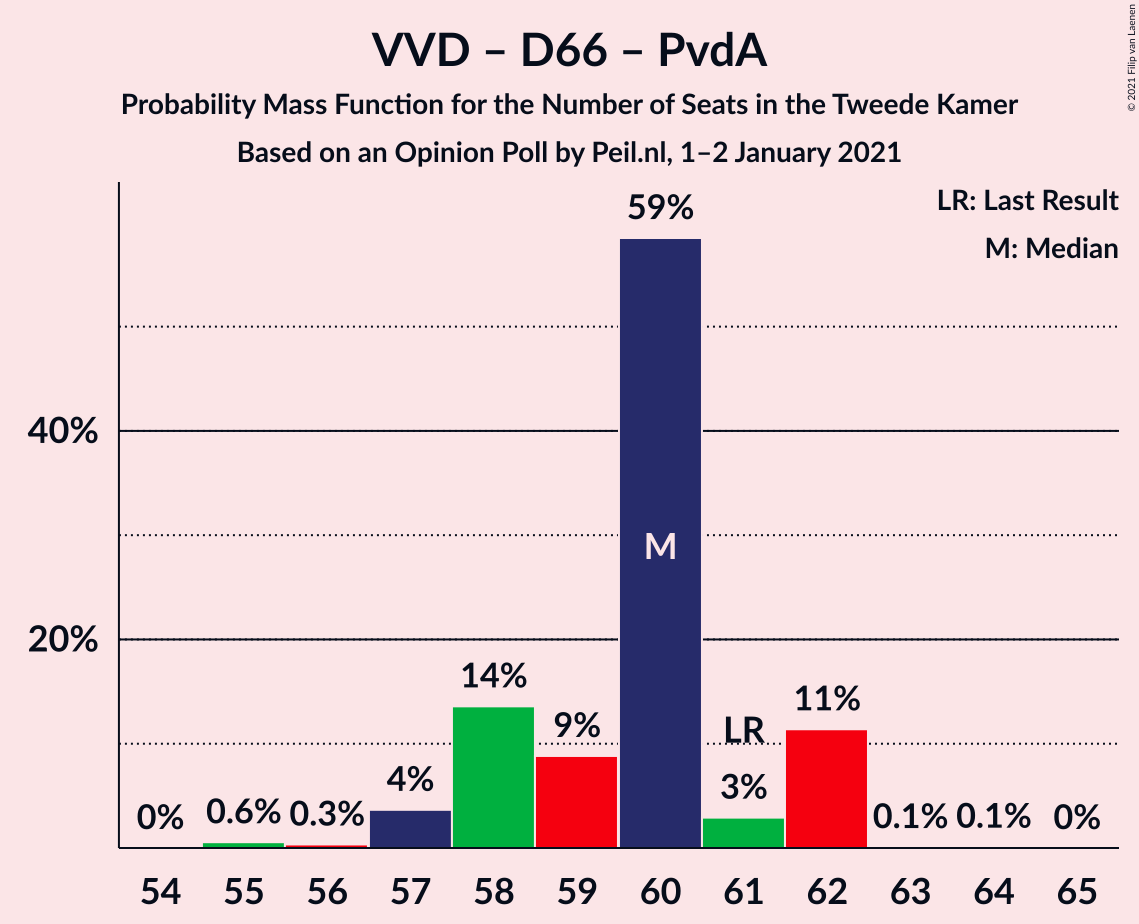 VVD – D66 – PvdA
Probability Mass Function for the Number of Seats in the Tweede Kamer
Based on an Opinion Poll by Peil.nl, 1–2 January 2021
© 2021 Filip van Laenen
LR: Last Result
M: Median
59%
40%
M
20%
14%
11%
9%
LR
4%
3%
0%
0.6%
0.3%
0.1%
0.1%
0%
54 55 56 57 58 59 60 61 62 63 64 65